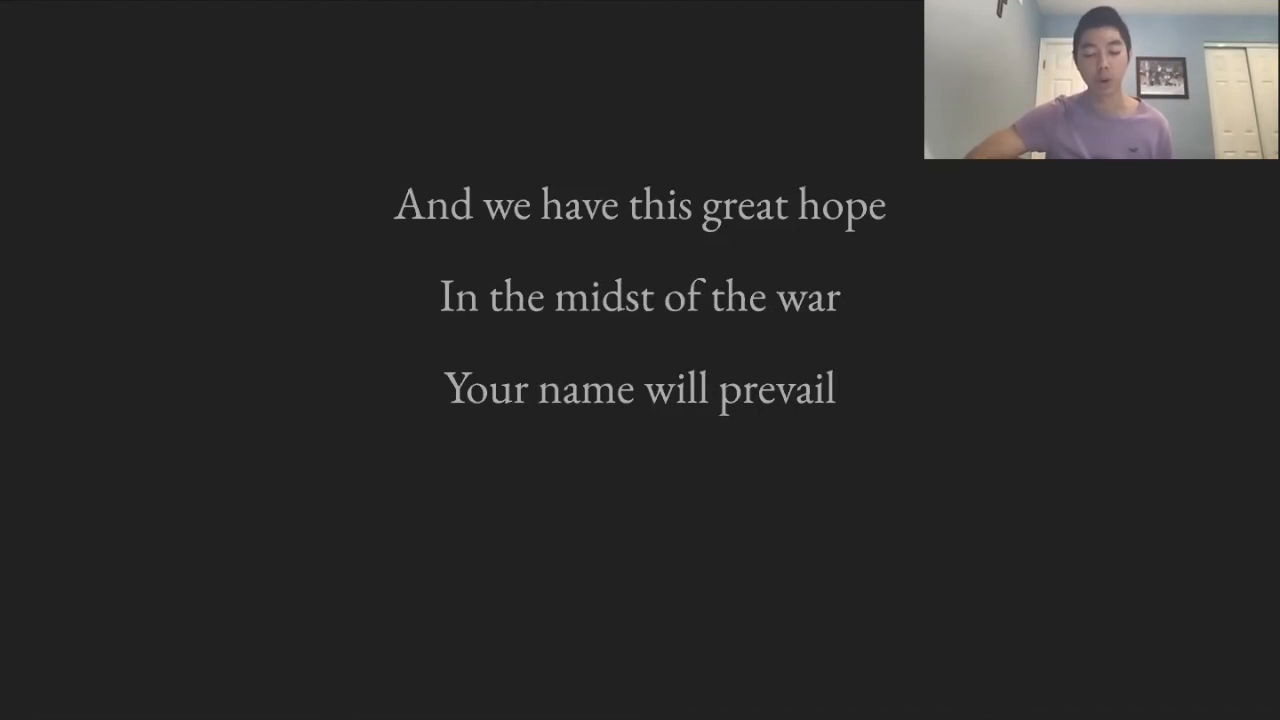 And we have this great hope
In the midst of the war
Your name will prevail